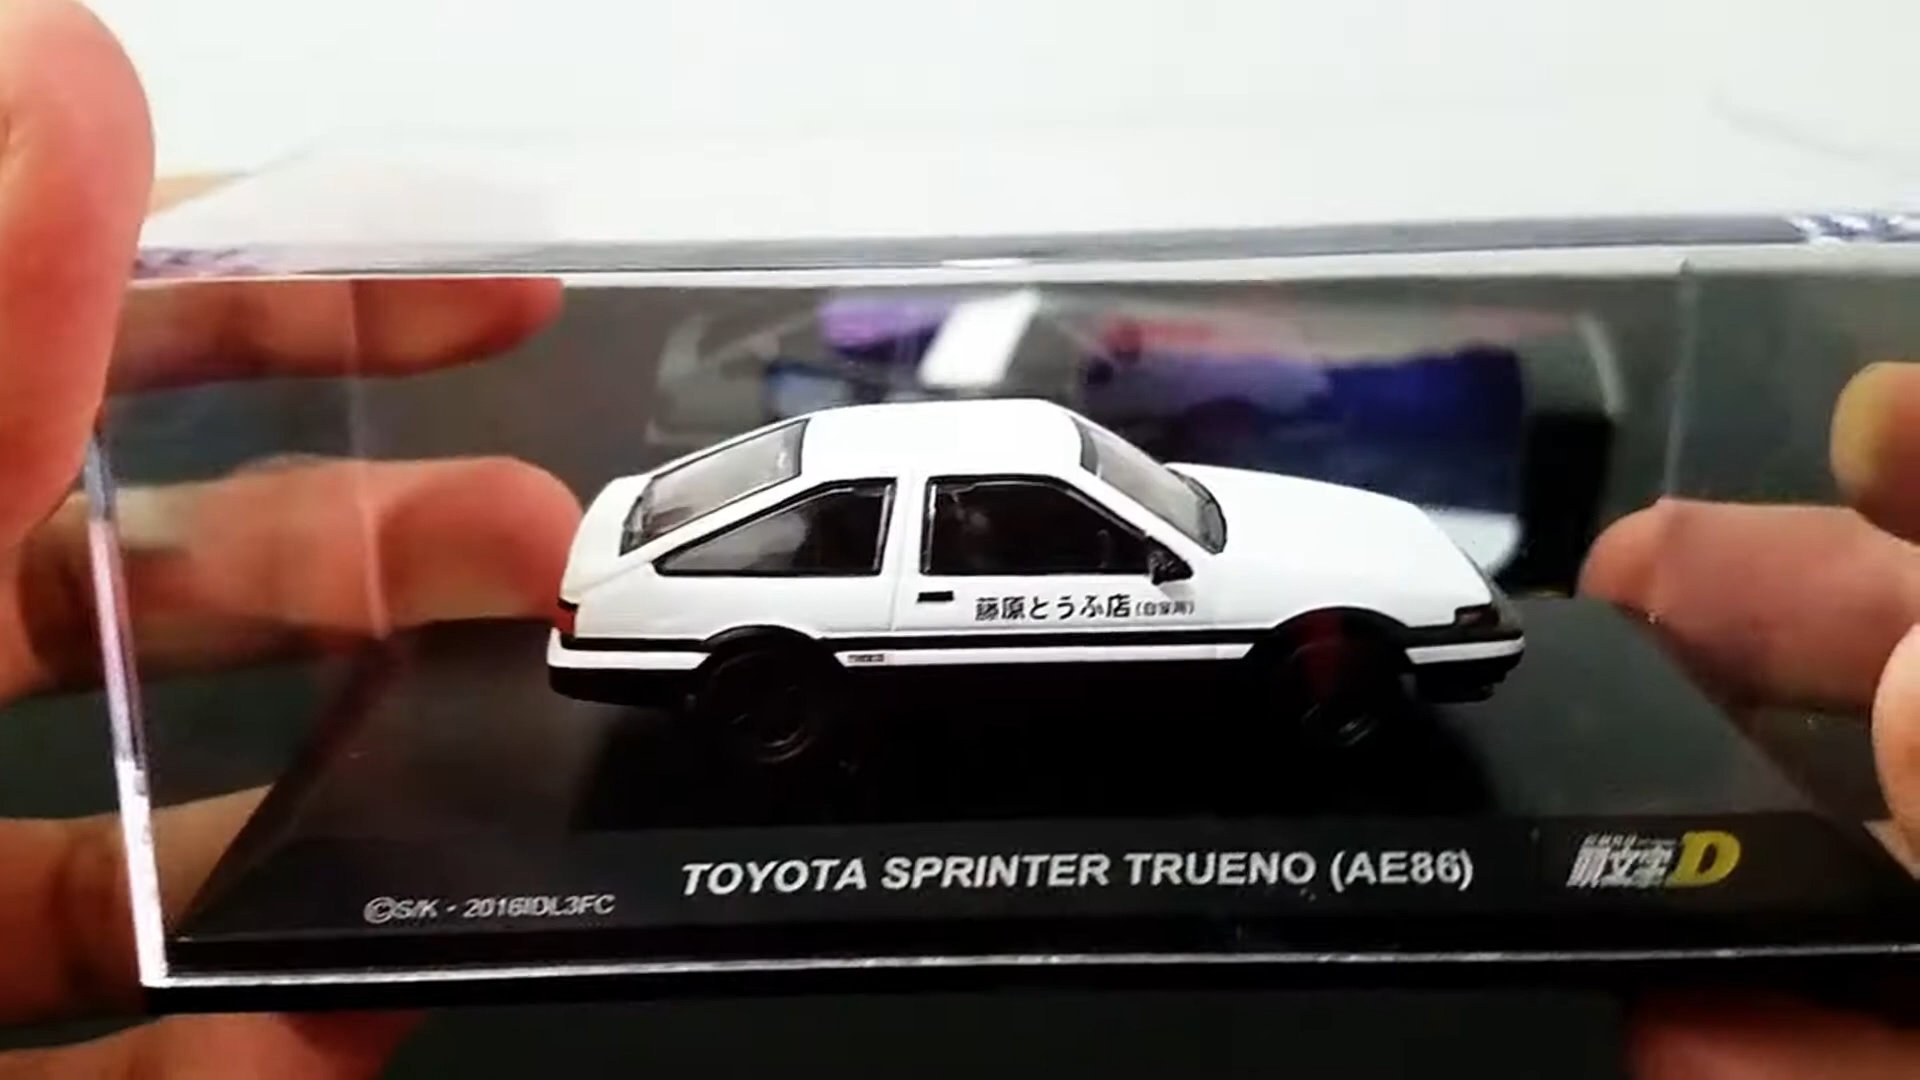 藤原とうふ店(自家用)
TOYOTA SPRINTER TRUENO (AE86)
頭文字D
©S/K - 2016IDL3FC